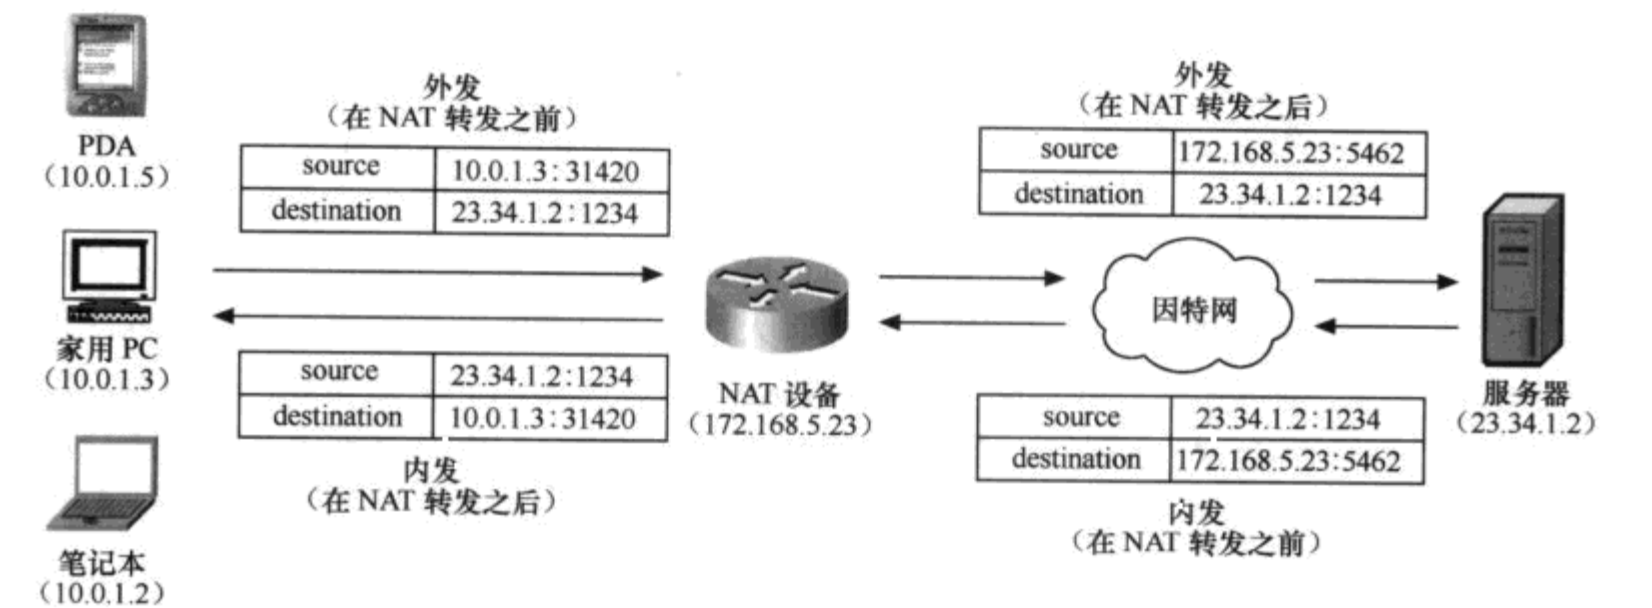 PDA
(10.0.1.5)
家用 PC
(10.0.1.3)
笔记本
(10.0.1.2)
外发
(在 NAT 转发之前)
source 10.0.1.3:31420
destination 23.34.1.2:1234
source 23.34.1.2:1234
destination 10.0.1.3:31420
内发
(在 NAT 转发之后)
NAT 设备
(172.168.5.23)
外发
(在 NAT 转发之后)
source 172.168.5.23:5462
destination 23.34.1.2:1234
因特网
source 23.34.1.2:1234
destination 172.168.5.23:5462
内发
(在 NAT 转发之前)
服务器
(23.34.1.2)